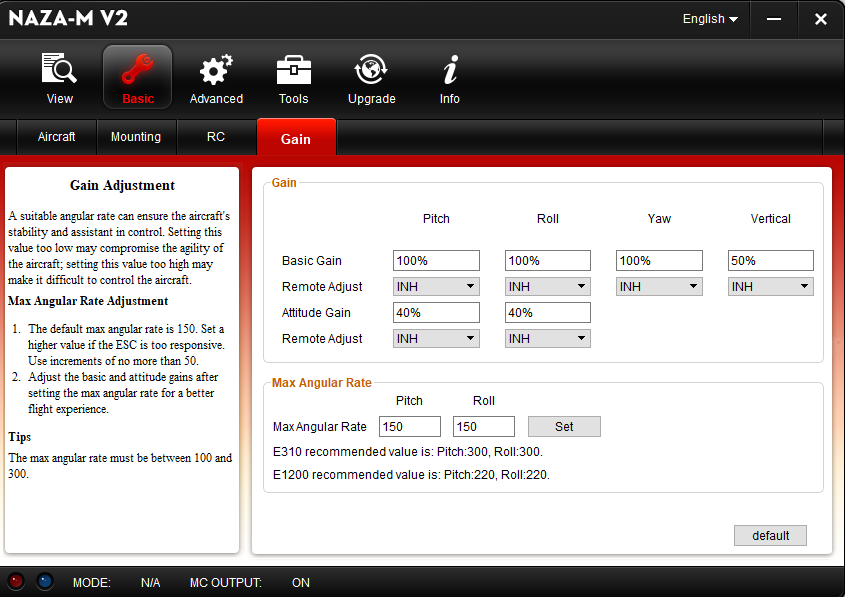 NAZA-M V2
English
View
Basic
Advanced
Tools
Upgrade
Info
Aircraft
Mounting
RC
Gain
Gain Adjustment
A suitable angular rate can ensure the aircraft's
stability and assistant in control. Setting this
value too low may compromise the agility of
the aircraft; setting this value too high may
make it difficult to control the aircraft.
Max Angular Rate Adjustment
1. The default max angular rate is 150. Set a
higher value if the ESC is too responsive.
Use increments of no more than 50.
2. Adjust the basic and attitude gains after
setting the max angular rate for a better
flight experience.
Tips
The max angular rate must be between 100 and
300.
Gain
Pitch Roll Yaw Vertical
Basic Gain 100% 100% 100% 50%
Remote Adjust INH INH INH INH
Attitude Gain 40% 40%
Remote Adjust INH INH
Max Angular Rate
Pitch Roll
Max Angular Rate 150 150 Set
E310 recommended value is: Pitch:300, Roll:300.
E1200 recommended value is: Pitch:220, Roll:220.
default
MODE: N/A MC OUTPUT: ON